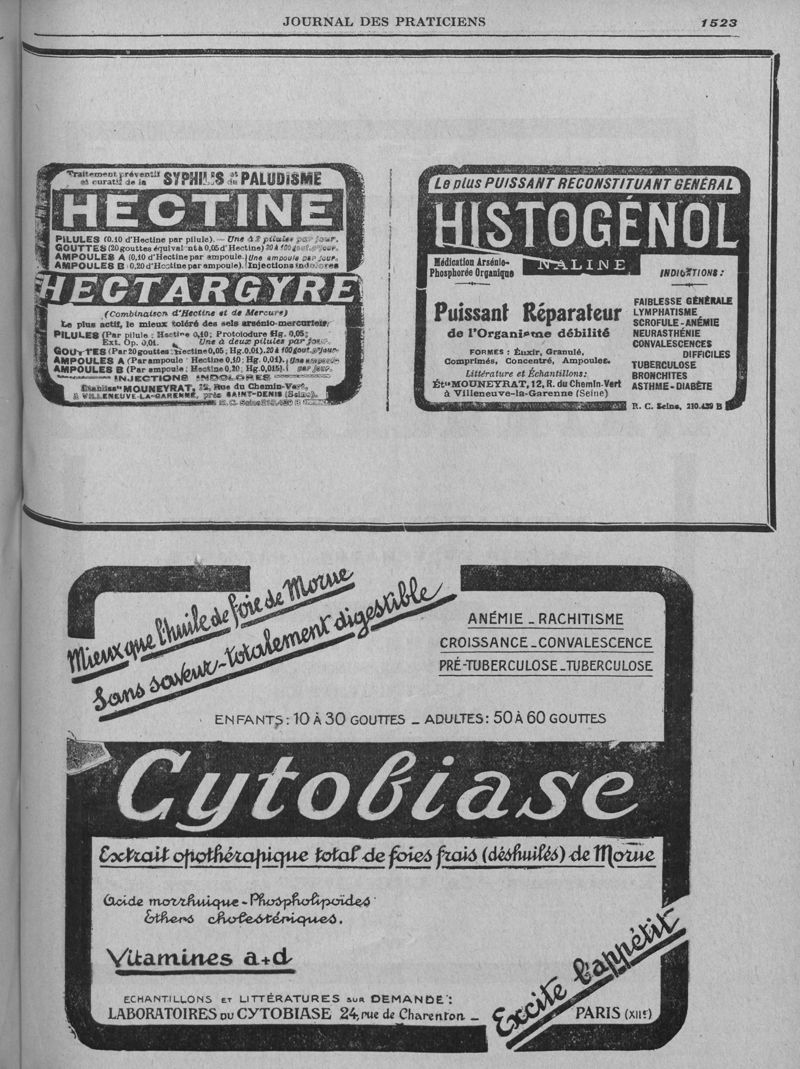 JOURNAL DES PRATICIENS
1523
Traitement préventif et curatif de la SYPHILIS et du PALUDISME
HECTINE
PILULES (0.10 d'Hectine par pilule). — Une à 2 pilules par jour.
GOUTTES (20 gouttes équival nt à 0,05 d'Hectine) 20 à 100 gout. p' jour.
AMPOULES A (0,10 d'Hectine par ampoule.) Une ampoule par jour.
AMPOULES B (0,20 d'Hectine par ampoule). Injections indolores
HECTARGYRE
(Combinaison d'Hectine et de Mercure)
Le plus actif, le mieux toléré des sels arsénio-mercuriels.
PILULES (Par pilule : Hectine 0,10; Protoiodure Hg. 0,05;
Ext. Op. 0,01. Une à deux pilules par jour.
GOUTTES (Par 20 gouttes: Hectine 0,05 ; Hg. 0.01). 20 à 100 gout. p' jour
AMPOULES A (Par ampoule : Hectine 0,10; Hg. 0,01). Une ampoule
AMPOULES B (Par ampoule : Hectine 0,20; Hg. 0,015). par jour.
INJECTIONS INDOLORES
Établiss ts MOUNEYRAT, 12, Rue du Chemin-Vert,
à VILLENEUVE-LA-GARENNE, près SAINT-DENIS (Seine).
R. C. Seine, 210.439 B
Le plus PUISSANT RECONSTITUANT GENÉRAL
HISTOGÉNOL
NALINE
Médication Arsénio-
Phosphorée Organique
INDICATIONS :
Puissant Réparateur
de l'Organisme débilité
FORMES : Élixir, Granulé,
Comprimés, Concentré, Ampoules.
Littérature et Échantillons:
Éts MOUNEYRAT, 12, R. du Chemin-Vert
à Villeneuve-la-Garenne (Seine)
FAIBLESSE GÉNÉRALE
LYMPHATISME
SCROFULE - ANÉMIE
NEURASTHÉNIE
CONVALESCENCES
DIFFICILES
TUBERCULOSE
BRONCHITES
ASTHME - DIABÈTE
R. C. Seine, 210.439 B
Mieux que l'huile de foie de Morue
Sans saveur - totalement digestible
ANÉMIE _ RACHITISME
CROISSANCE _ CONVALESCENCE
PRÉ-TUBERCULOSE _ TUBERCULOSE
ENFANTS : 10 À 30 GOUTTES _ ADULTES : 50 À 60 GOUTTES
Cytobiase
Extrait opothérapique total de foies frais (déshuilés) de Morue
Acide morrhuique - Phospholipoïdes
Ethers cholestériques.
Vitamines a+d
Excite l'appétit
ECHANTILLONS ET LITTÉRATURES SUR DEMANDE :
LABORATOIRES DU CYTOBIASE 24, rue de Charenton _ PARIS (XIIe)